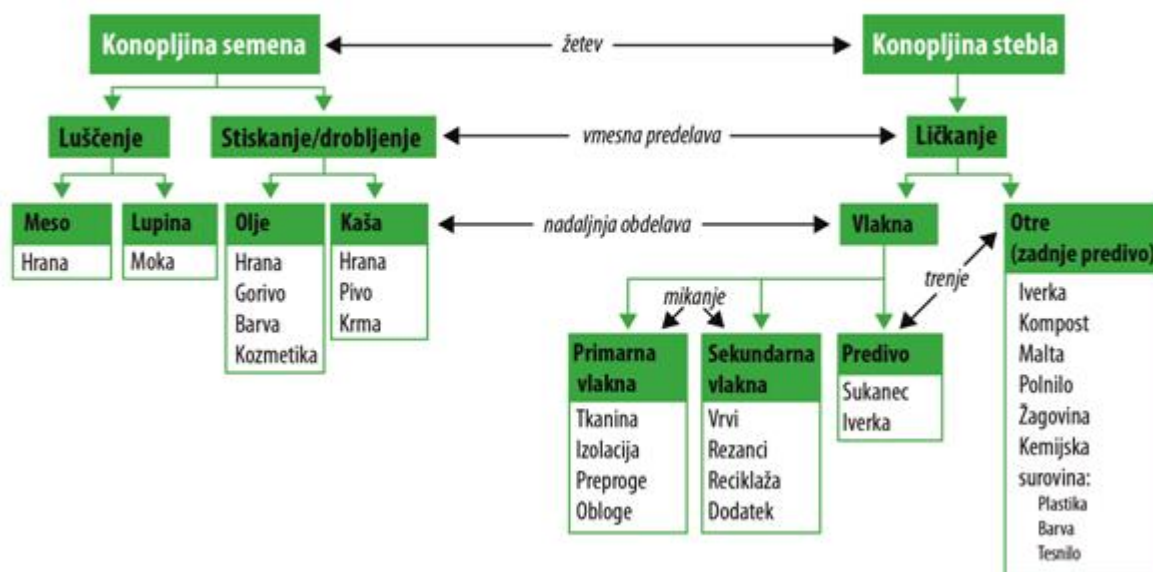 Konopljina semena
žetev
Konopljina stebla
Luščenje
Stiskanje/drobljenje
vmesna predelava
Ličkanje
Meso
Hrana
Lupina
Moka
Olje
Hrana
Gorivo
Barva
Kozmetika
Kaša
Hrana
Pivo
Krma
nadaljnja obdelava
Vlakna
Otre
(zadnje predivo)
Iverka
Kompost
Malta
Polnilo
Žagovina
Kemijska
surovina:
Plastika
Barva
Tesnilo
trenje
mikanje
Primarna
vlakna
Tkanina
Izolacija
Preproge
Obloge
Sekundarna
vlakna
Vrvi
Rezanci
Reciklaža
Dodatek
Predivo
Sukanec
Iverka